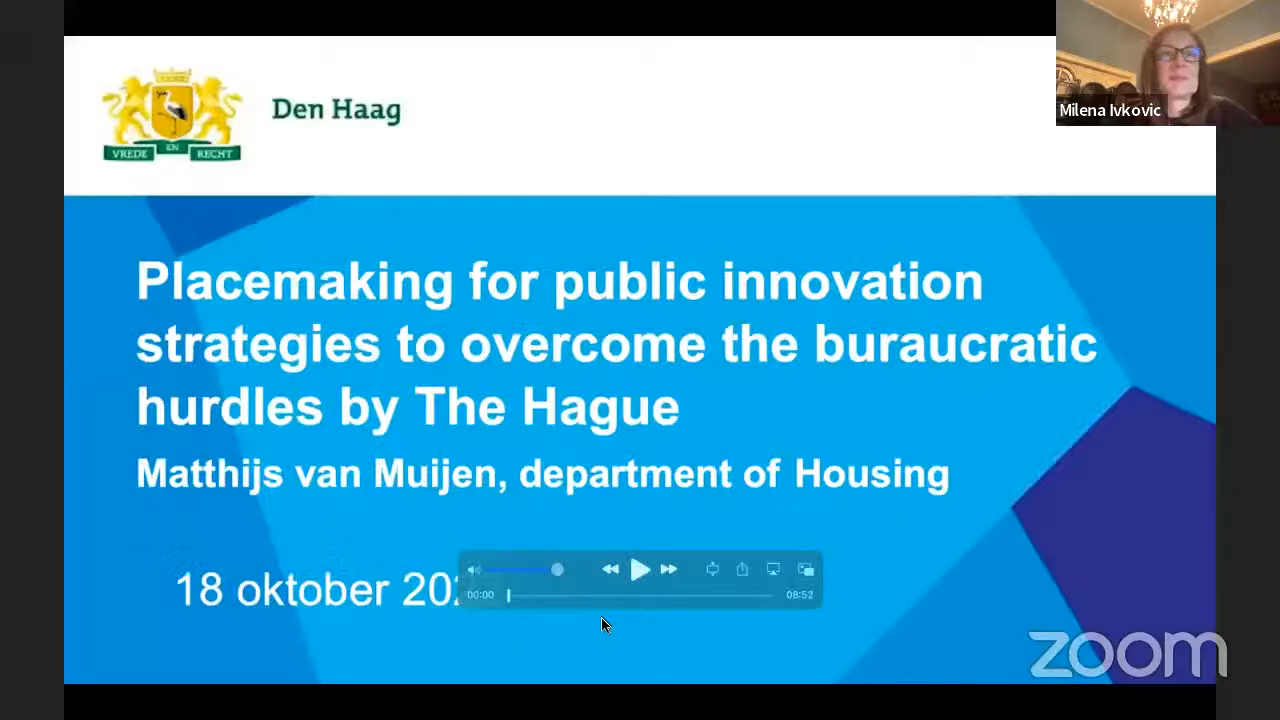 VREDE EN RECHT
Den Haag
Milena Ivkovic
Placemaking for public innovation
strategies to overcome the buraucratic
hurdles by The Hague
Matthijs van Muijen, department of Housing
18 oktober 202
00:00
08:52
zoom